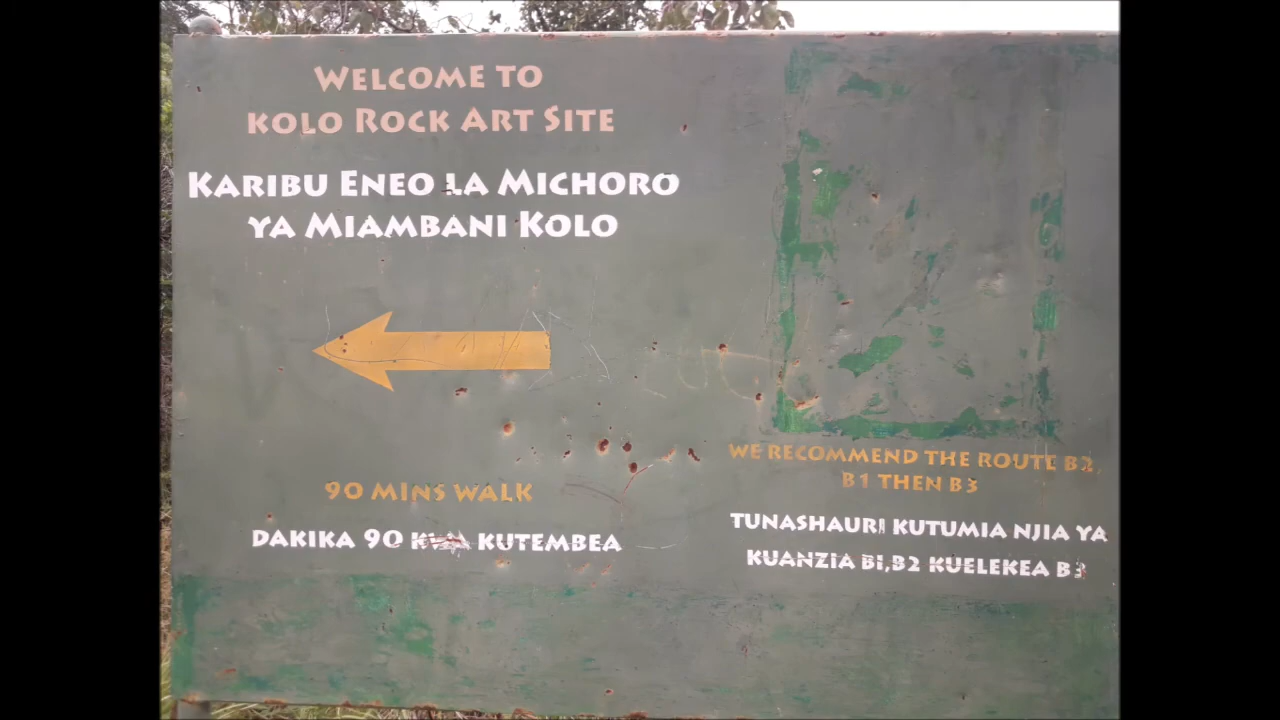 WELCOME TO
KOLO ROCK ART SITE
KARIBU ENEO LA MICHORO
YA MIAMBANI KOLO
90 MINS WALK
DAKIKA 90 KUTEMBEA
WE RECOMMEND THE ROUTE B2,
B1 THEN B3
TUNASHAURI KUTUMIA NJIA YA
KUANZIA B1,B2 KUELEKEA B3